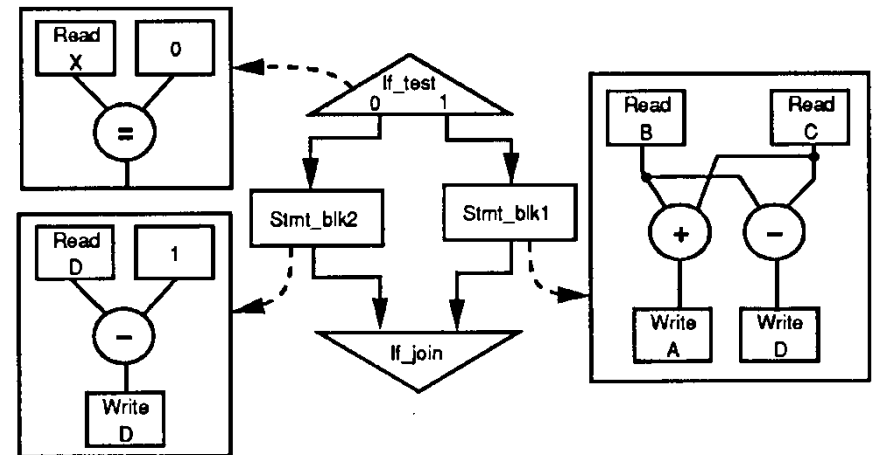 Read
X
0
=
If_test
0
1
Read
B
Read
C
Stmt_blk2
Stmt_blk1
Read
D
1
+
−
−
Write
D
If_join
Write
A
Write
D